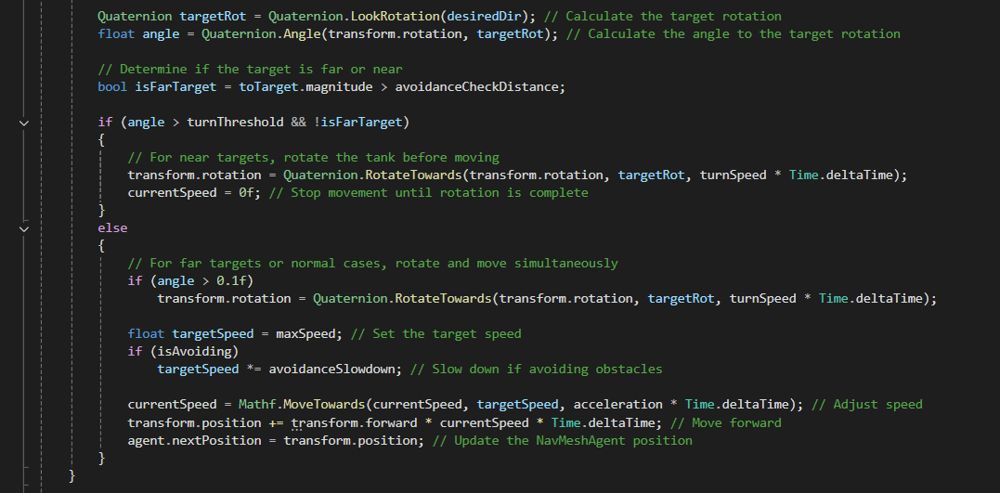 Quaternion targetRot = Quaternion.LookRotation(desiredDir); // Calculate the target rotation
float angle = Quaternion.Angle(transform.rotation, targetRot); // Calculate the angle to the target rotation
// Determine if the target is far or near
bool isFarTarget = toTarget.magnitude > avoidanceCheckDistance;
if (angle > turnThreshold && !isFarTarget)
{
// For near targets, rotate the tank before moving
transform.rotation = Quaternion.RotateTowards(transform.rotation, targetRot, turnSpeed * Time.deltaTime);
currentSpeed = 0f; // Stop movement until rotation is complete
}
else
{
// For far targets or normal cases, rotate and move simultaneously
if (angle > 0.1f)
transform.rotation = Quaternion.RotateTowards(transform.rotation, targetRot, turnSpeed * Time.deltaTime);
float targetSpeed = maxSpeed; // Set the target speed
if (isAvoiding)
targetSpeed *= avoidanceSlowdown; // Slow down if avoiding obstacles
currentSpeed = Mathf.MoveTowards(currentSpeed, targetSpeed, acceleration * Time.deltaTime); // Adjust speed
transform.position += transform.forward * currentSpeed * Time.deltaTime; // Move forward
agent.nextPosition = transform.position; // Update the NavMeshAgent position
}
}